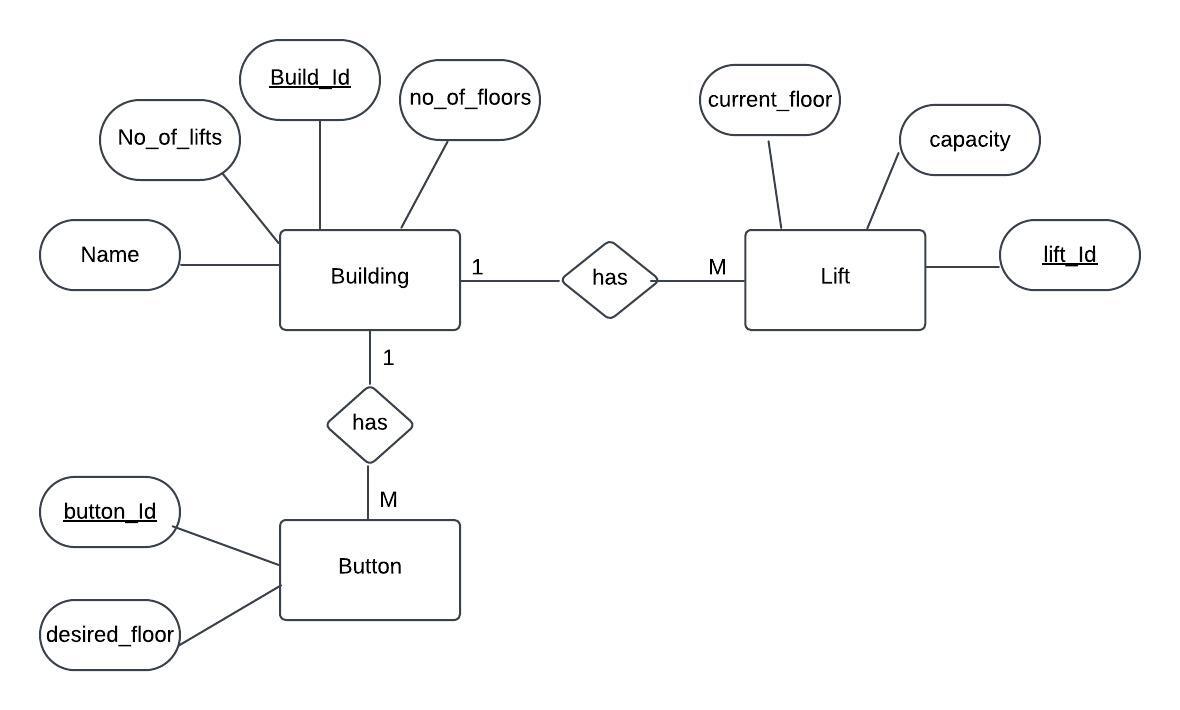 Build_Id
no_of_floors
No_of_lifts
Name
Building
1
has
M
Lift
current_floor
capacity
lift_Id
1
has
M
button_Id
Button
desired_floor